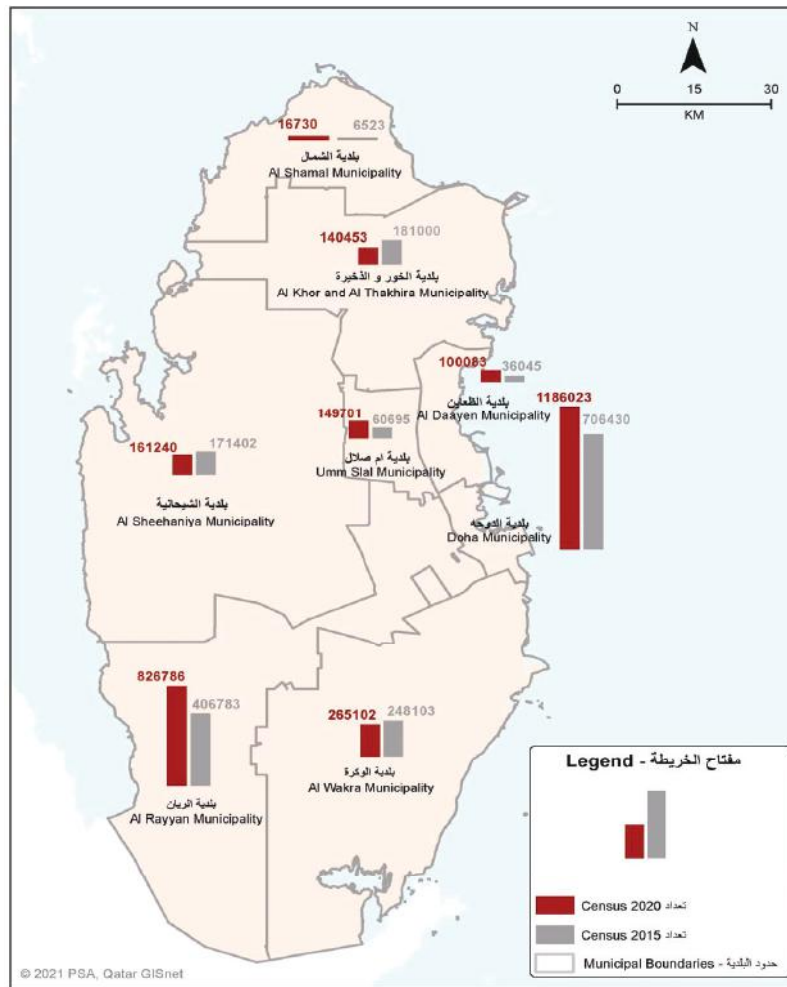 N
0 15 30
KM
16730 6523
بلدية الشمال
Al Shamal Municipality
140453 181000
بلدية الخور و الذخيرة
Al Khor and Al Thakhira Municipality
100083 36045
بلدية الظعاين
Al Daayen Municipality
1186023
706430
149701 60695
بلدية ام صلال
Umm Slal Municipality
161240 171402
بلدية الشيحانية
Al Sheehaniya Municipality
بلدية الدوحه
Doha Municipality
826786
406783
بلدية الريان
Al Rayyan Municipality
265102 248103
بلدية الوكرة
Al Wakra Municipality
Legend - مفتاح الخريطة
Census 2020 تعداد
Census 2015 تعداد
Municipal Boundaries - حدود البلدية
© 2021 PSA, Qatar GISnet